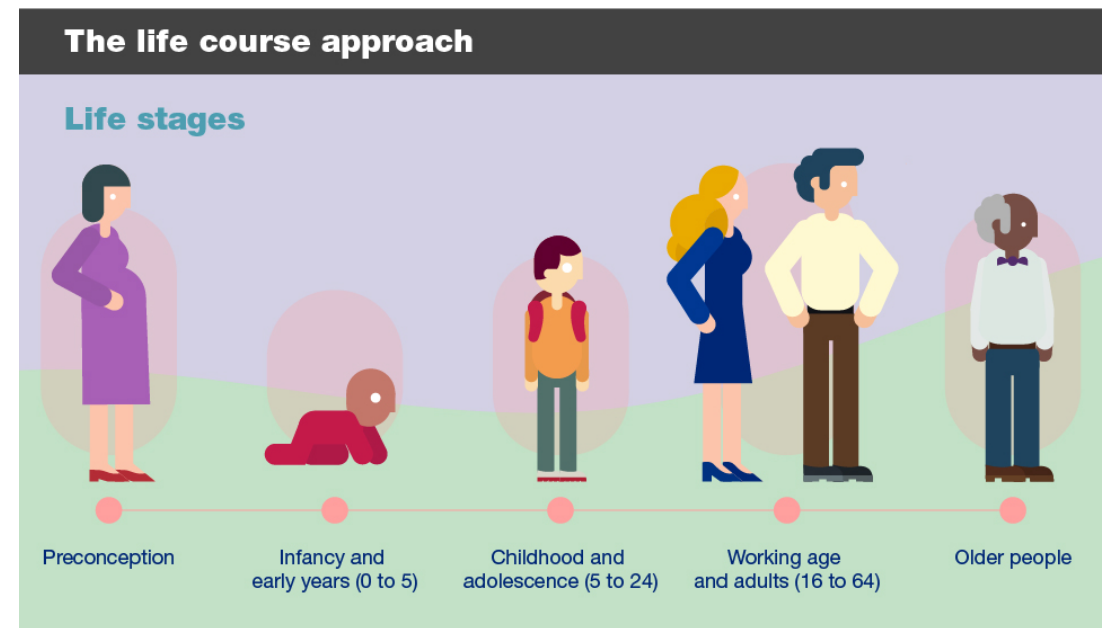 The life course approach
Life stages
Preconception
Infancy and
early years (0 to 5)
Childhood and
adolescence (5 to 24)
Working age
and adults (16 to 64)
Older people